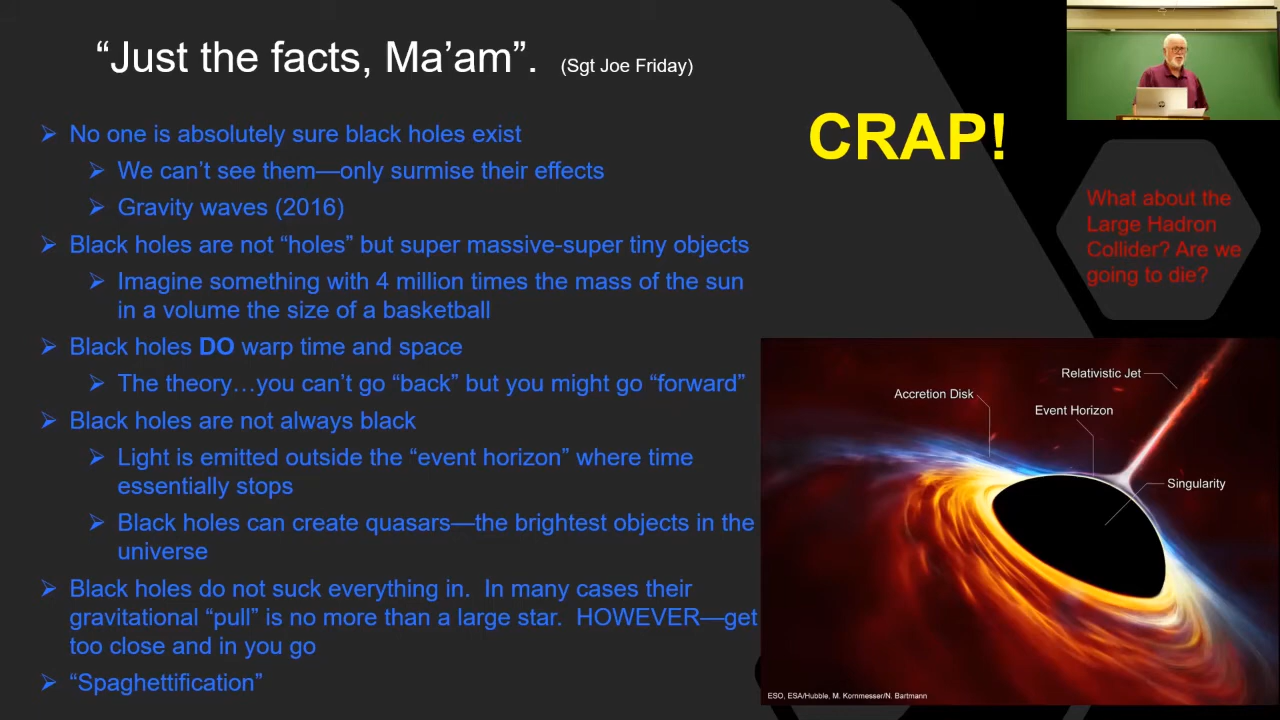 “Just the facts, Ma’am”. (Sgt Joe Friday)
➢ No one is absolutely sure black holes exist
➢ We can’t see them—only surmise their effects
➢ Gravity waves (2016)
➢ Black holes are not “holes” but super massive-super tiny objects
➢ Imagine something with 4 million times the mass of the sun
in a volume the size of a basketball
➢ Black holes DO warp time and space
➢ The theory…you can’t go “back” but you might go “forward”
➢ Black holes are not always black
➢ Light is emitted outside the “event horizon” where time
essentially stops
➢ Black holes can create quasars—the brightest objects in the
universe
➢ Black holes do not suck everything in.  In many cases their
gravitational “pull” is no more than a large star.  HOWEVER—get
too close and in you go
➢ “Spaghettification”
CRAP!
What about the
Large Hadron
Collider? Are we
going to die?
Relativistic Jet
Accretion Disk
Event Horizon
Singularity
ESO, ESA/Hubble, M. Kornmesser/N. Bartmann